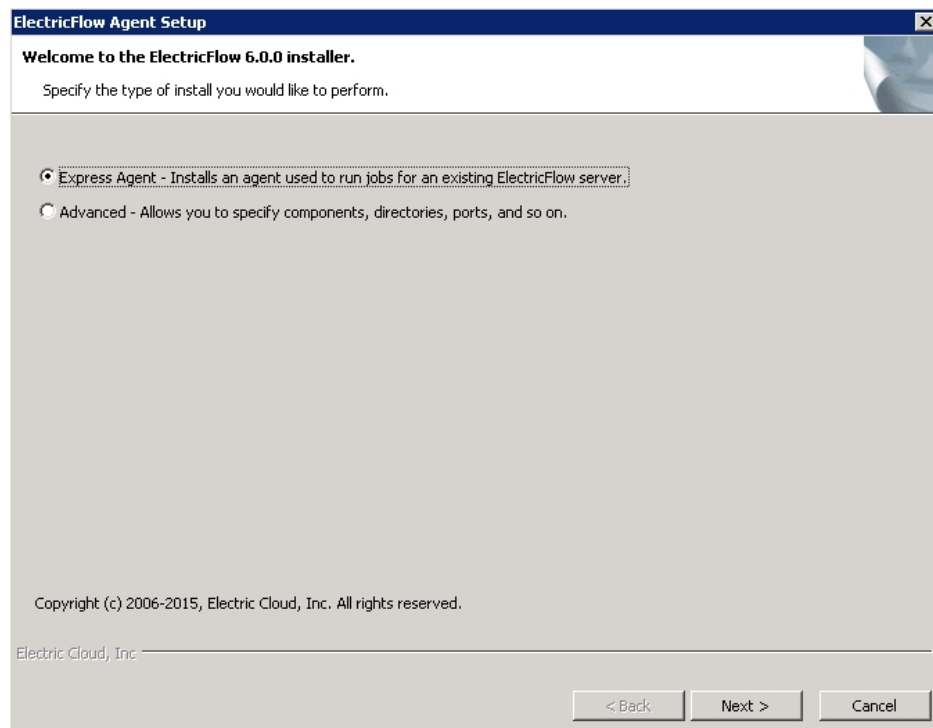 ElectricFlow Agent Setup
Welcome to the ElectricFlow 6.0.0 installer.
Specify the type of install you would like to perform.
Express Agent - Installs an agent used to run jobs for an existing ElectricFlow server.
Advanced - Allows you to specify components, directories, ports, and so on.
Copyright (c) 2006-2015, Electric Cloud, Inc. All rights reserved.
Electric Cloud, Inc
< Back Next > Cancel